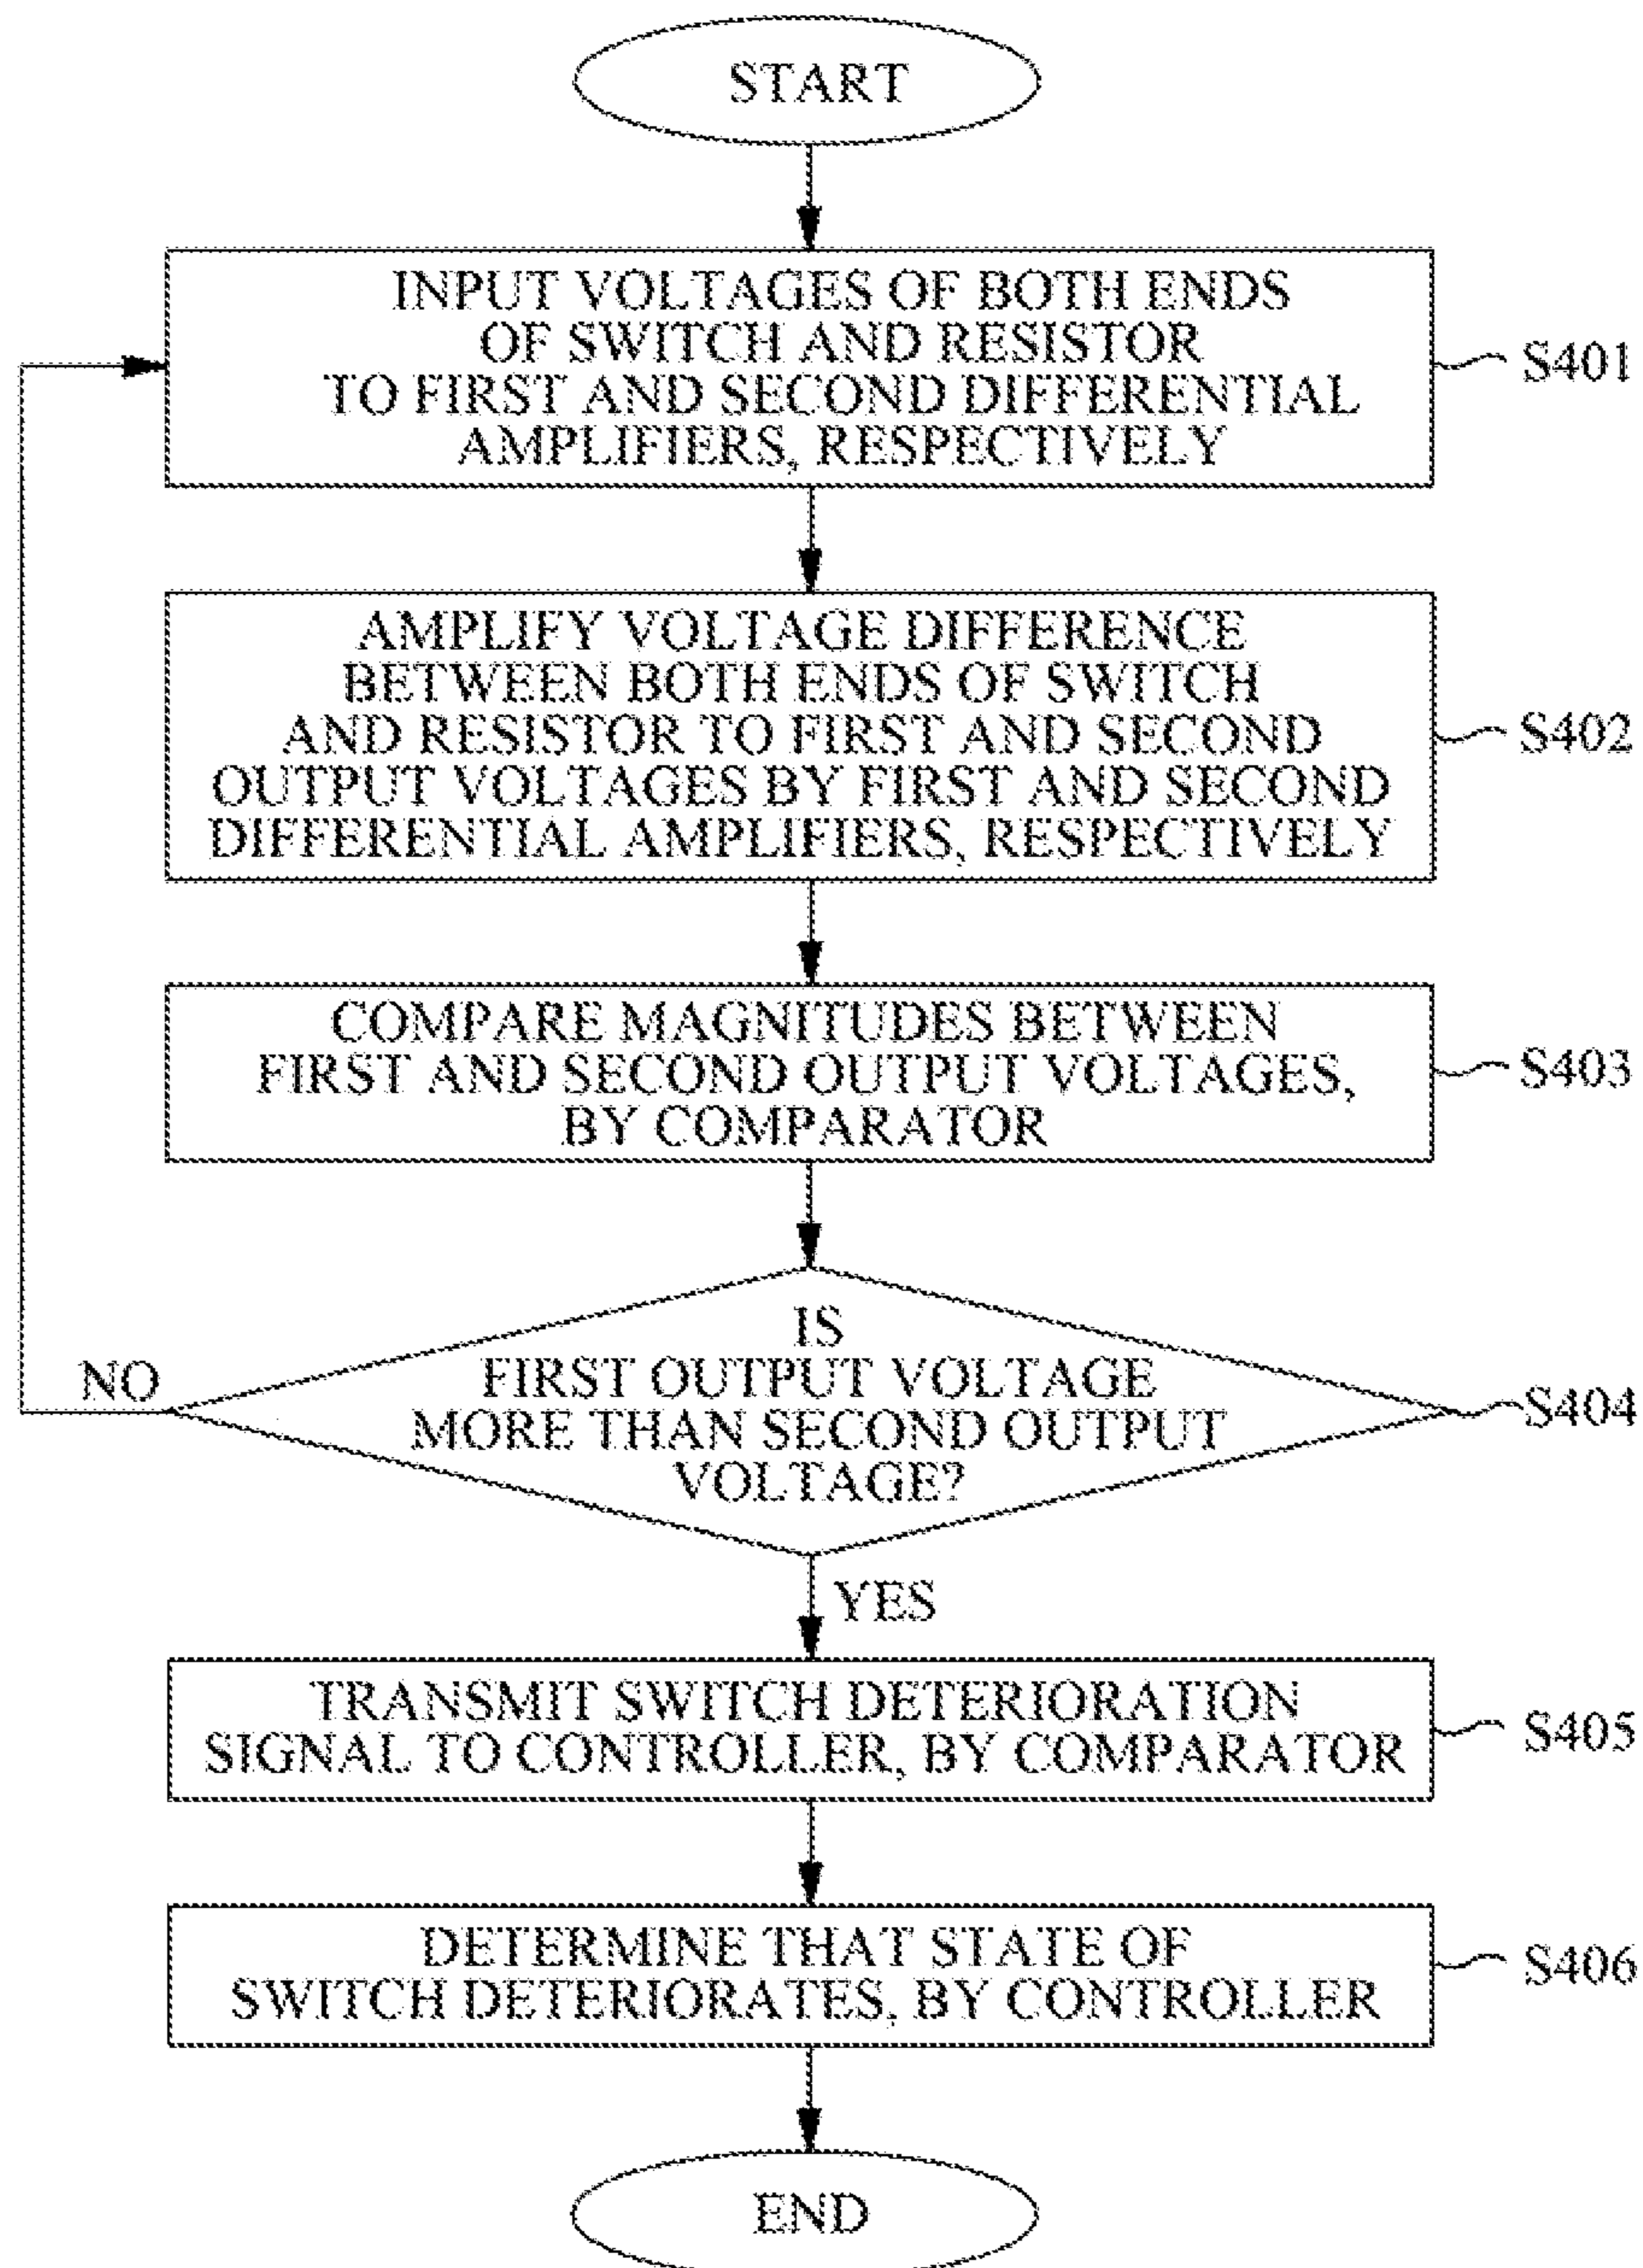 START
INPUT VOLTAGES OF BOTH ENDS
OF SWITCH AND RESISTOR
TO FIRST AND SECOND DIFFERENTIAL
AMPLIFIERS, RESPECTIVELY
S401
AMPLIFY VOLTAGE DIFFERENCE
BETWEEN BOTH ENDS OF SWITCH
AND RESISTOR TO FIRST AND SECOND
OUTPUT VOLTAGES BY FIRST AND SECOND
DIFFERENTIAL AMPLIFIERS, RESPECTIVELY
S402
COMPARE MAGNITUDES BETWEEN
FIRST AND SECOND OUTPUT VOLTAGES,
BY COMPARATOR
S403
IS
FIRST OUTPUT VOLTAGE
MORE THAN SECOND OUTPUT
VOLTAGE?
S404
NO
YES
TRANSMIT SWITCH DETERIORATION
SIGNAL TO CONTROLLER, BY COMPARATOR
S405
DETERMINE THAT STATE OF
SWITCH DETERIORATES, BY CONTROLLER
S406
END